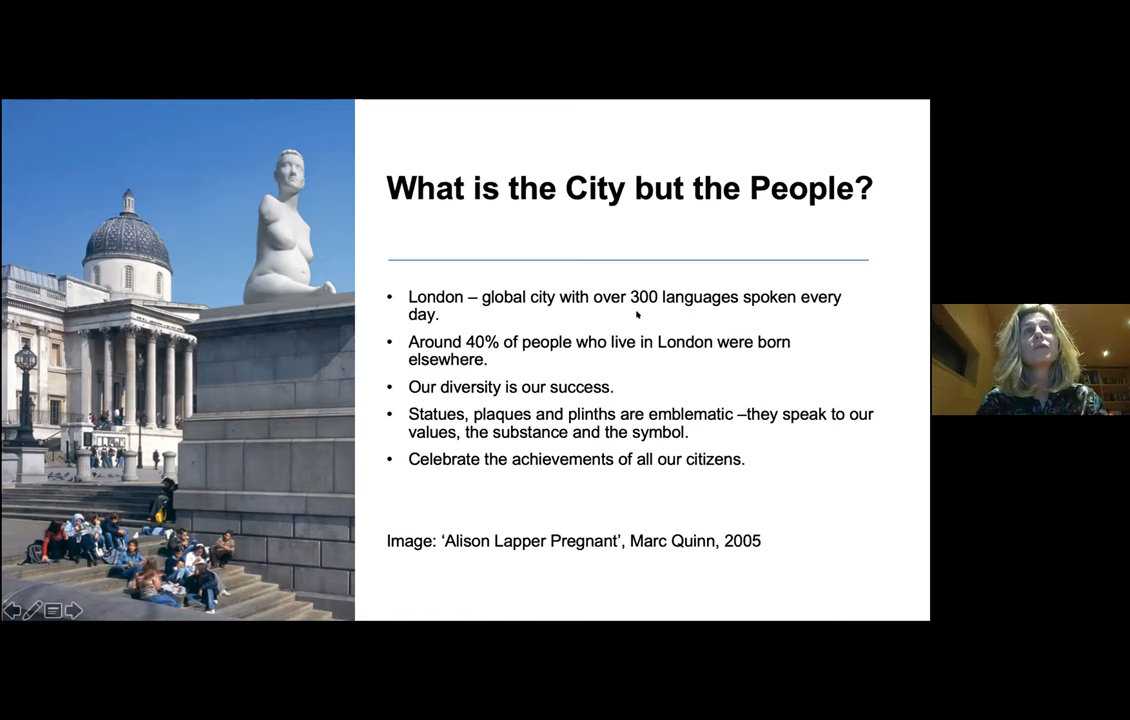 What is the City but the People?
• London – global city with over 300 languages spoken every
day.
• Around 40% of people who live in London were born
elsewhere.
• Our diversity is our success.
• Statues, plaques and plinths are emblematic –they speak to our
values, the substance and the symbol.
• Celebrate the achievements of all our citizens.
Image: ‘Alison Lapper Pregnant’, Marc Quinn, 2005